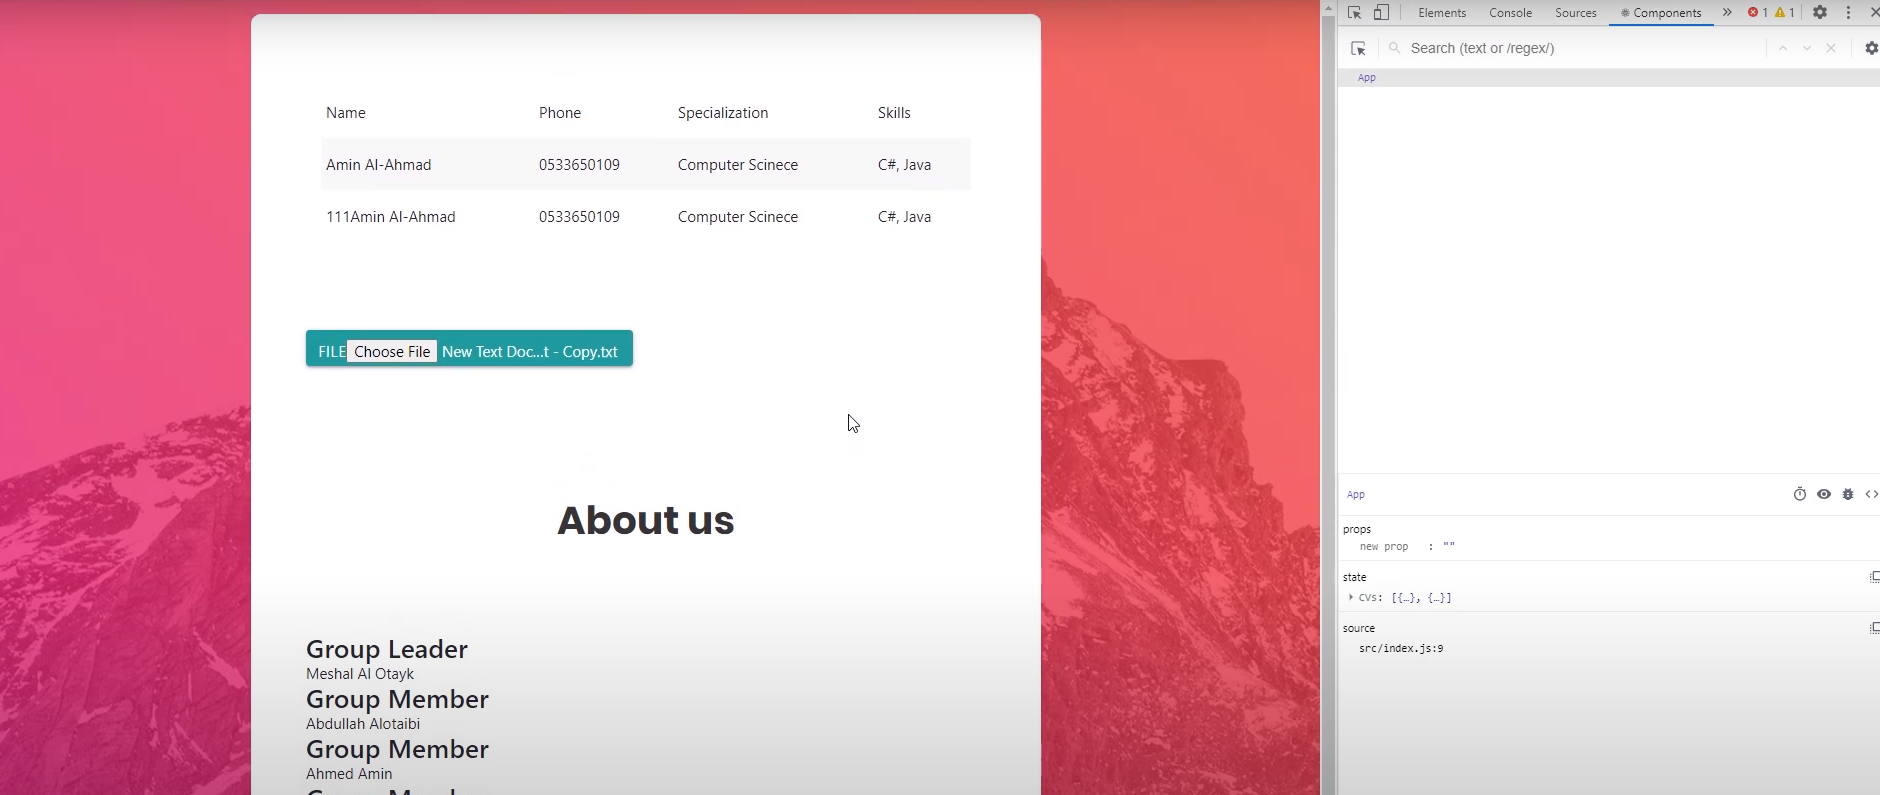 Name Phone Specialization Skills
Amin Al-Ahmad 0533650109 Computer Scinece C#, Java
111Amin Al-Ahmad 0533650109 Computer Scinece C#, Java
FILE Choose File New Text Doc...t - Copy.txt
About us
Group Leader
Meshal Al Otayk
Group Member
Abdullah Alotaibi
Group Member
Ahmed Amin
Elements Console Sources Components » 1 1
Search (text or /regex/)
App
App
props
new prop : ""
state
CVs: [{…}, {…}]
source
src/index.js:9